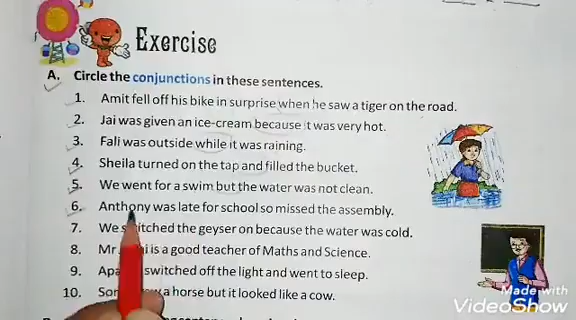 Exercise
A. Circle the conjunctions in these sentences.
1. Amit fell off his bike in surprise when he saw a tiger on the road.
2. Jai was given an ice-cream because it was very hot.
3. Fali was outside while it was raining.
4. Sheila turned on the tap and filled the bucket.
5. We went for a swim but the water was not clean.
6. Anthony was late for school so missed the assembly.
7. We switched the geyser on because the water was cold.
8. Mr is a good teacher of Maths and Science.
9. switched off the light and went to sleep.
10. a horse but it looked like a cow.
Made with
VideoShow